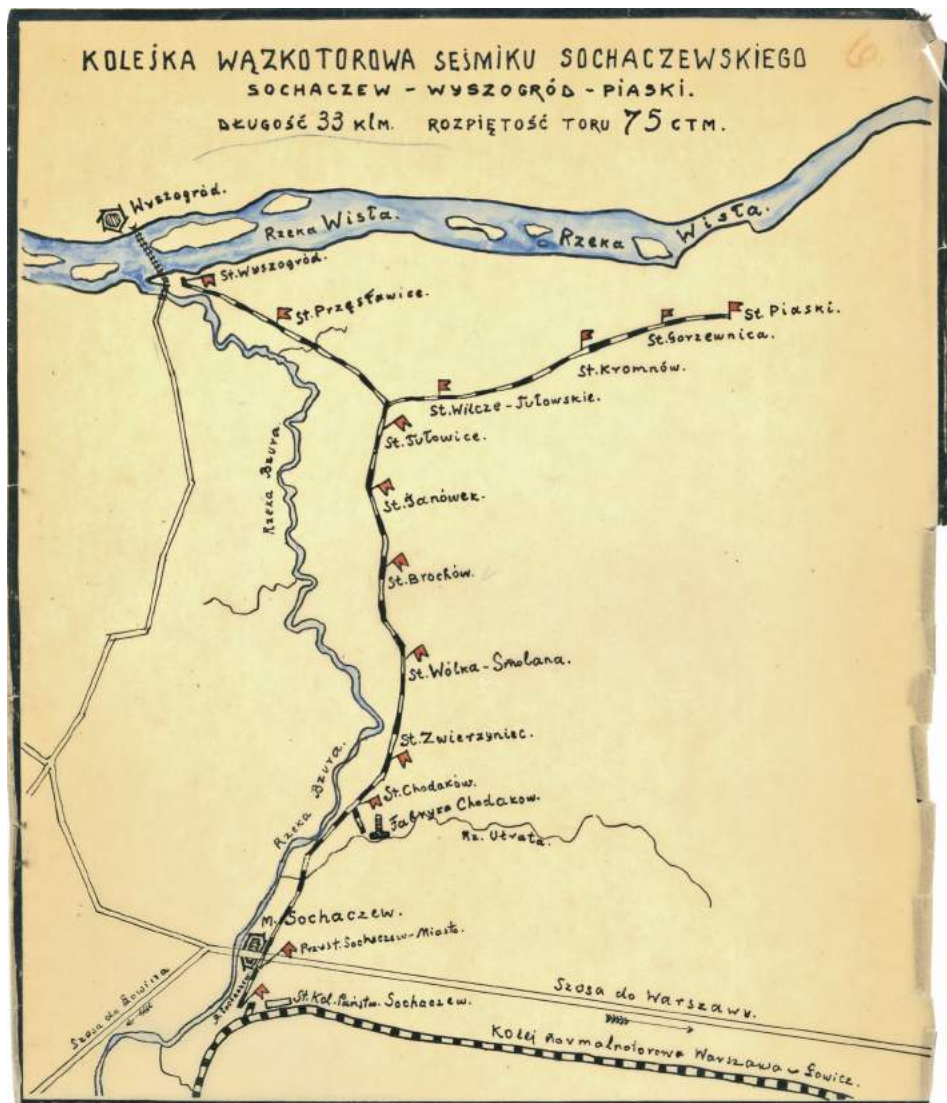 KOLEJKA WĄZKOTOROWA SEJMIKU SOCHACZEWSKIEGO
SOCHACZEW - WYSZOGRÓD - PIASKI.
DŁUGOŚĆ 33 KLM. ROZPIĘTOŚĆ TORU 75 CTM.
6.
Wyszogród.
Rzeka Wisła.
Rzeka Wisła.
St. Wyszogród.
St. Przęsławice.
St. Piaski.
St. Gorzewnica.
St. Kromnów.
St. Wilcze-Tułowskie.
St. Tułowice.
Rzeka Bzura.
St. Janówek.
St. Brochów.
St. Wólka-Smolana.
St. Zwierzyniec.
Rzeka Bzura.
St. Chodaków.
Fabryka Chodakow.
Rz. Utrata.
M. Sochaczew.
Przyst. Sochaczew-Miasto.
Szosa do Łowicza
St. Kol. Państw. Sochaczew.
Szosa do Warszawy.
Kolej normalnotorowa Warszawa-Łowicz.